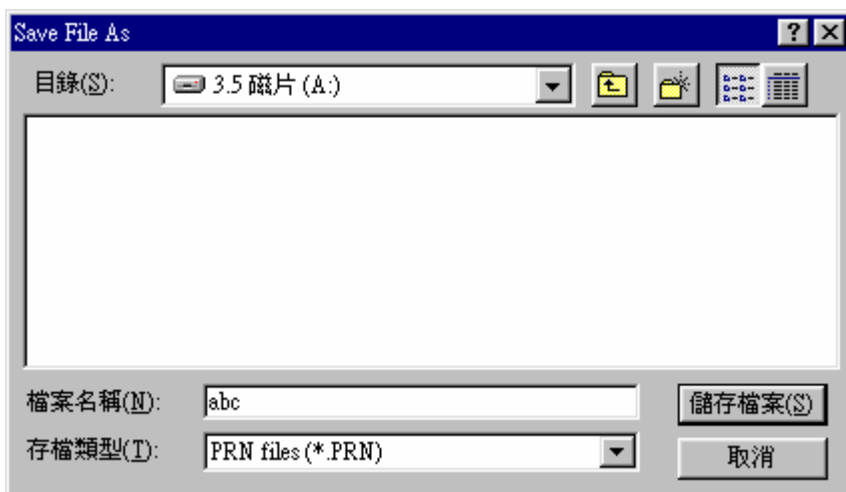 Save File As
目錄(S): 3.5 磁片 (A:)
檔案名稱(N): abc 儲存檔案(S)
存檔類型(T): PRN files (*.PRN) 取消